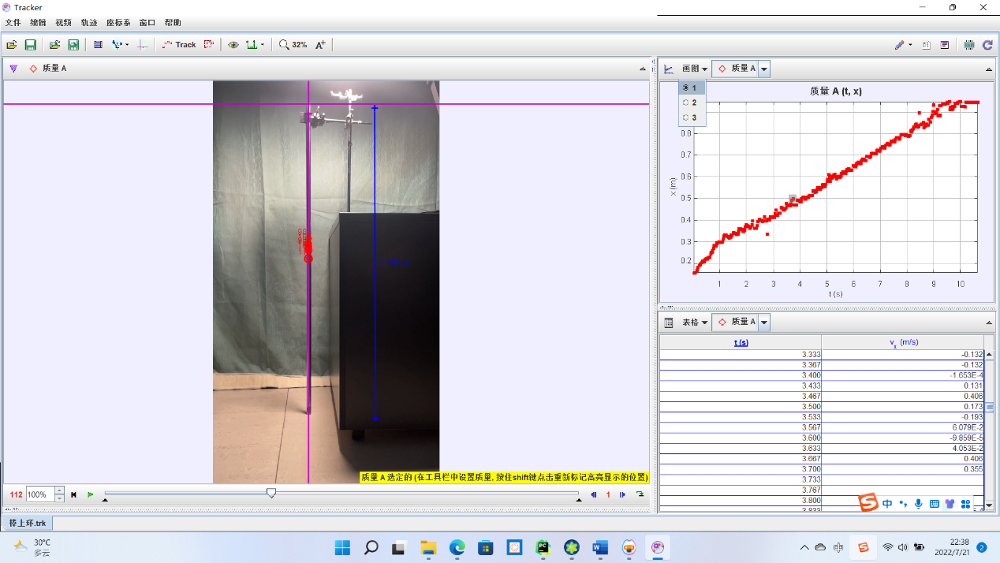 Tracker
文件 编辑 视频 轨迹 座标系 窗口 帮助
Track 32% A+
质量 A
画图 质量 A
1
2
3
质量 A (t, x)
0.8
0.7
0.6
0.5
0.4
0.3
0.2
x (m)
1 2 3 4 5 6 7 8 9 10
t (s)
表格 质量 A
t (s) vx (m/s)
3.333 -0.132
3.367 -0.132
3.400 -1.653E-4
3.433 0.131
3.467 0.406
3.500 0.173
3.533 -0.193
3.567 6.079E-2
3.600 -9.859E-5
3.633 4.053E-2
3.667 0.406
3.700 0.355
3.733
3.767
3.800
3.833
质量 A 选定的 (在工具栏中设置质量, 按住shift键点击重新标记高亮显示的位置)
112 100% 1
棒上环.trk
中
30°C
多云
中
22:38
2022/7/21
2